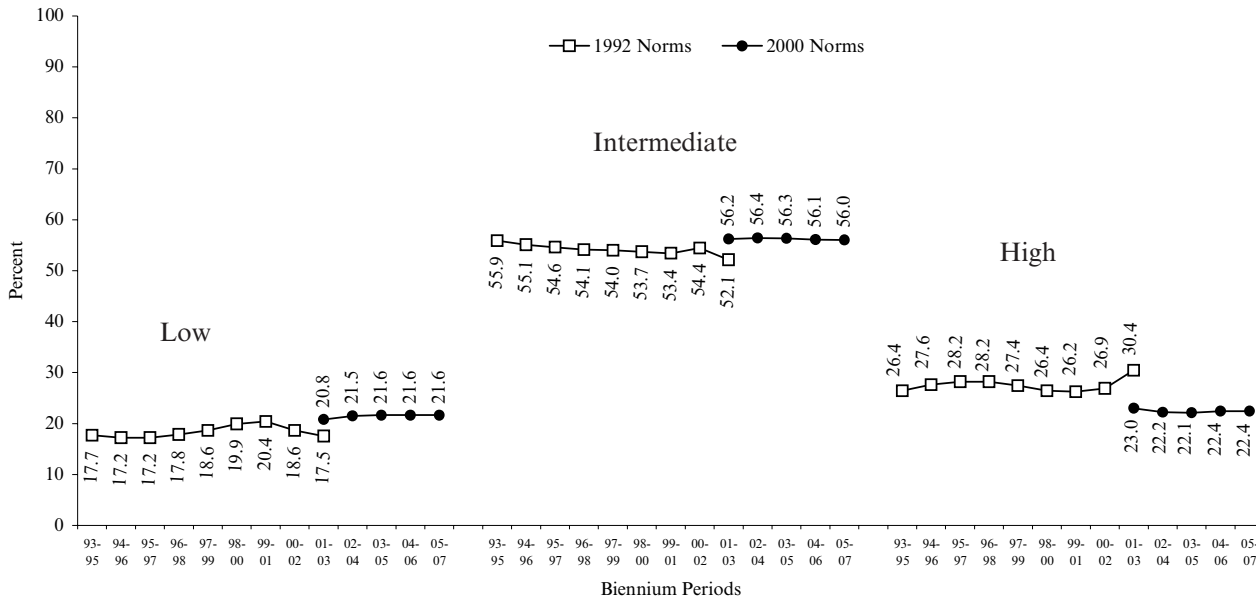 100
90
80
70
60
50
40
30
20
10
0
Percent
1992 Norms 2000 Norms
Low
17.7 17.2 17.2 17.8 18.6 19.9 20.4 18.6 17.5
20.8 21.5 21.6 21.6 21.6
Intermediate
55.9 55.1 54.6 54.1 54.0 53.7 53.4 54.4 52.1
56.2 56.4 56.3 56.1 56.0
High
26.4 27.6 28.2 28.2 27.4 26.4 26.2 26.9 30.4
23.0 22.2 22.1 22.4 22.4
93- 94- 95- 96- 97- 98- 99- 00- 01- 02- 03- 04- 05- 93- 94- 95- 96- 97- 98- 99- 00- 01- 02- 03- 04- 05- 93- 94- 95- 96- 97- 98- 99- 00- 01- 02- 03- 04- 05-
95 96 97 98 99 00 01 02 03 04 05 06 07 95 96 97 98 99 00 01 02 03 04 05 06 07 95 96 97 98 99 00 01 02 03 04 05 06 07
Biennium Periods